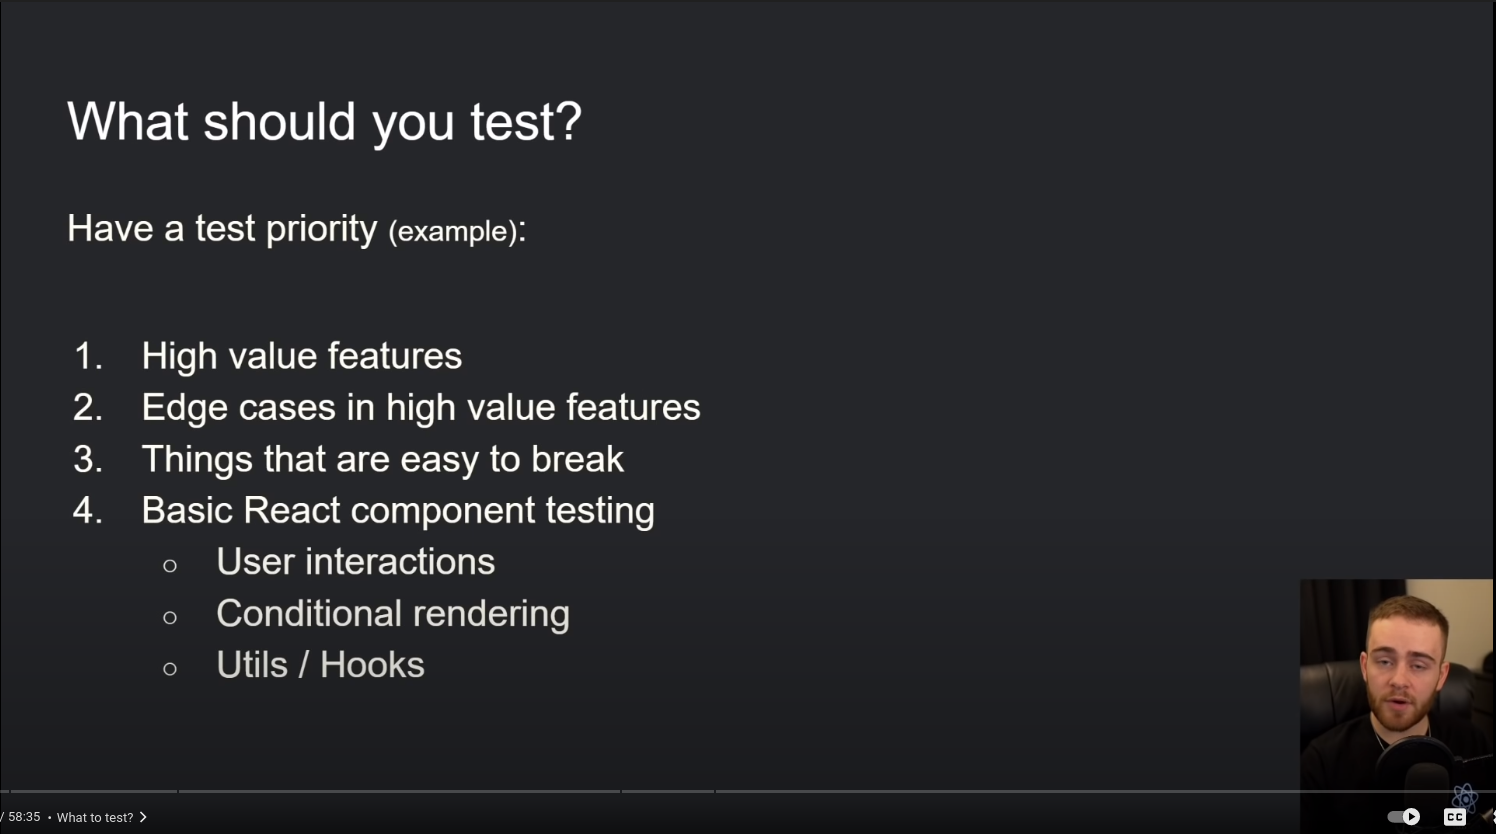 What should you test?
Have a test priority (example):
1. High value features
2. Edge cases in high value features
3. Things that are easy to break
4. Basic React component testing
○ User interactions
○ Conditional rendering
○ Utils / Hooks
/ 58:35 • What to test? >
CC